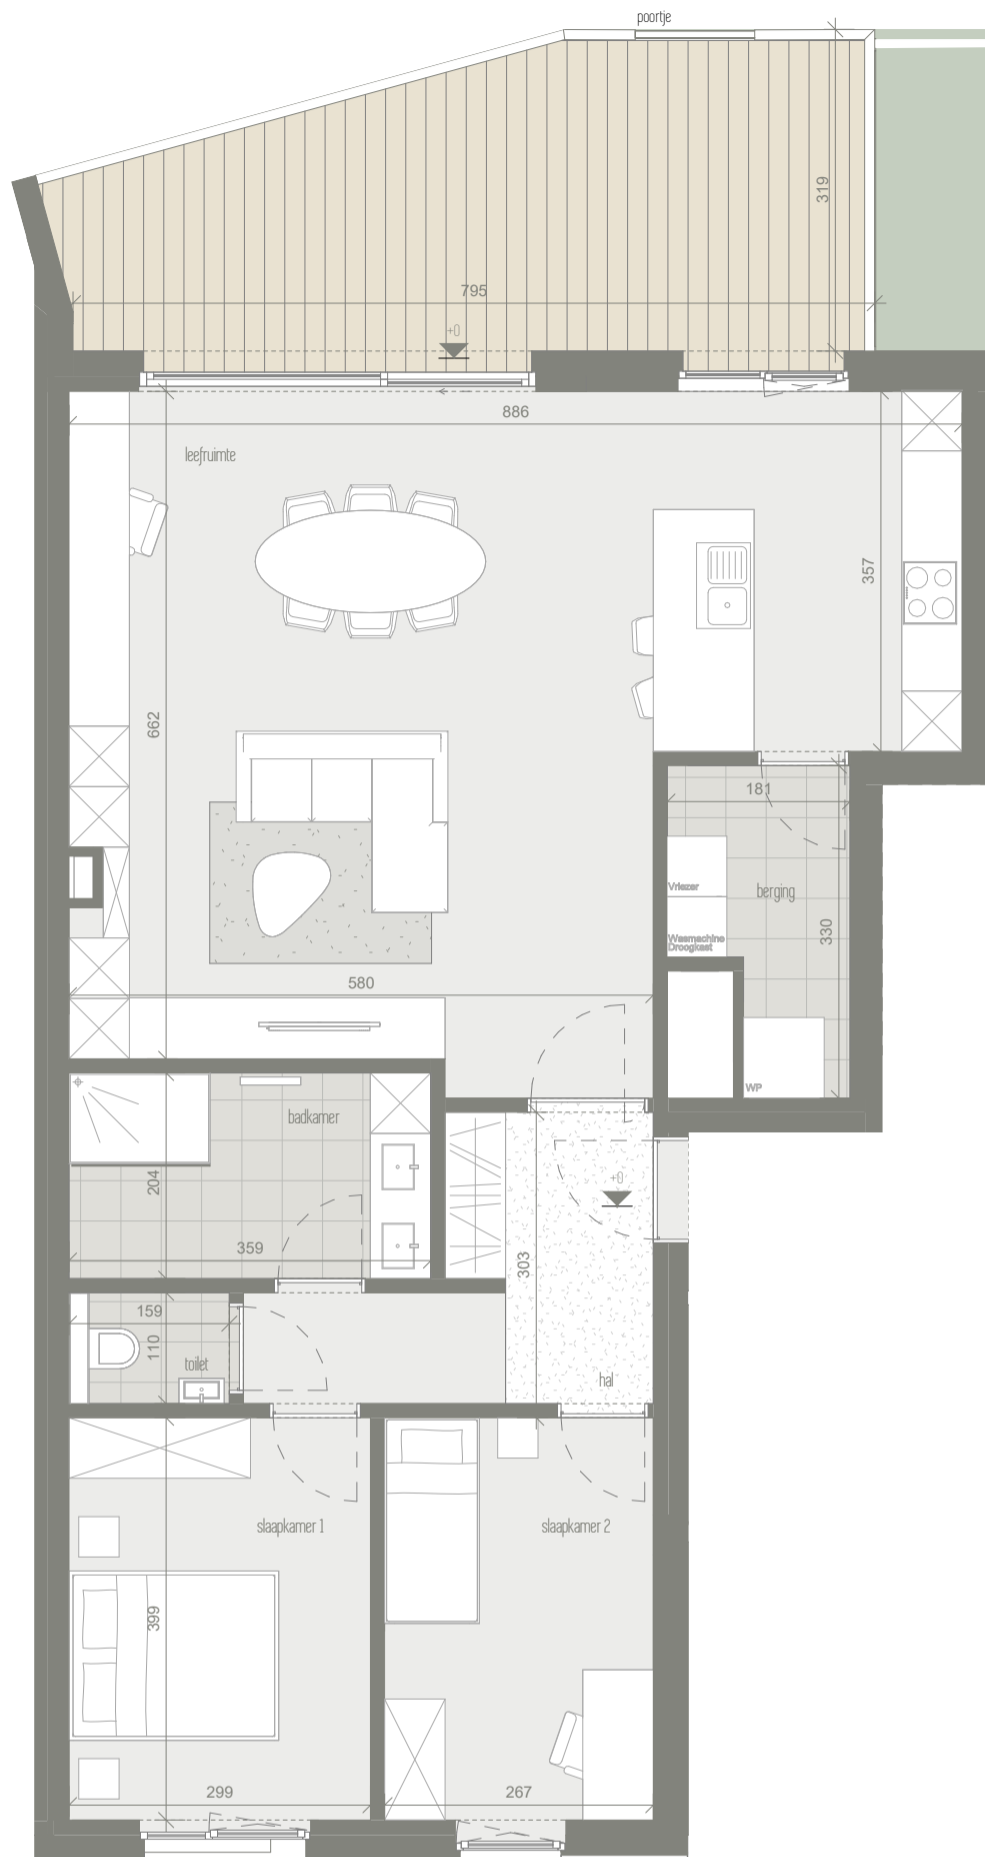 poortje
319
795
+0
886
leefruimte
357
662
181
Vriezer
berging
Wasmachine
Droogkast
330
580
WP
badkamer
204
+0
359
303
159
110
toilet
hal
slaapkamer 1
slaapkamer 2
399
299
267